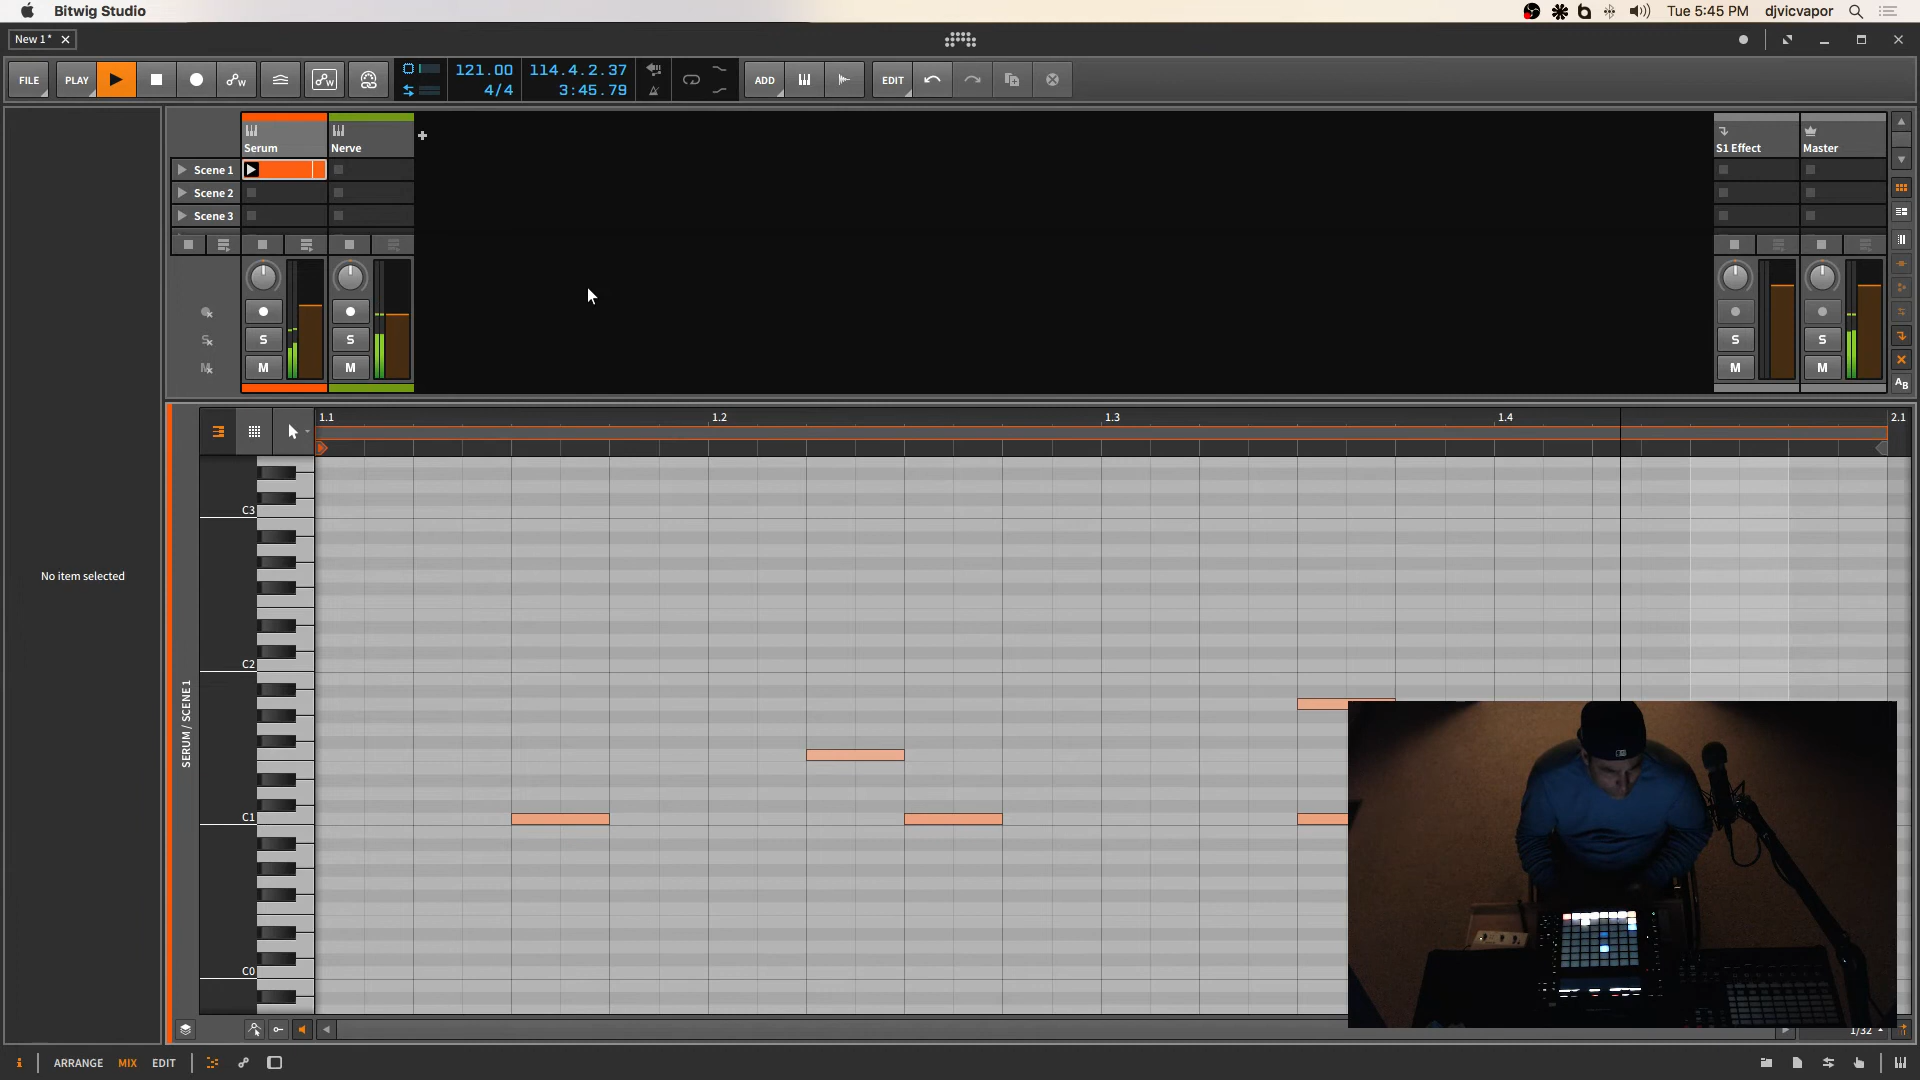 Bitwig Studio
Tue 5:45 PM djvicvapor
New 1*
FILE PLAY 121.00 4/4 114.4.2.37 3:45.79 ADD EDIT
Serum Nerve S1 Effect Master
Scene 1
Scene 2
Scene 3
S S S S
M M M M
AB
1.1 1.2 1.3 1.4 2.1
C3
C2
C1
C0
No item selected
SERUM / SCENE 1
1/32
i ARRANGE MIX EDIT